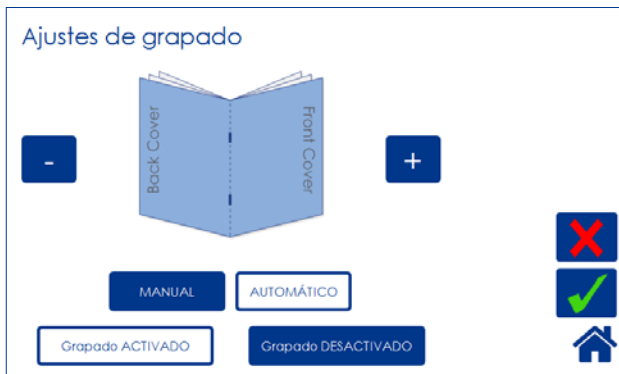 Ajustes de grapado
Back Cover
Front Cover
-
+
MANUAL
AUTOMÁTICO
Grapado ACTIVADO
Grapado DESACTIVADO